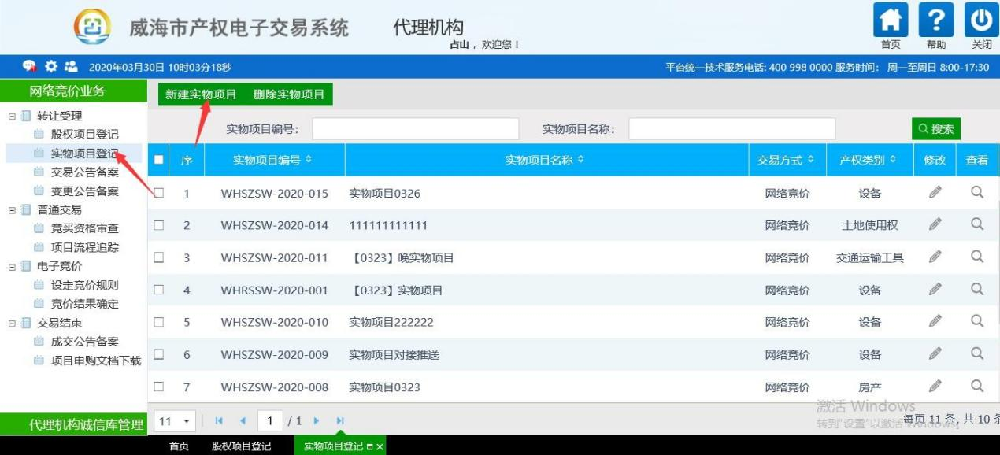 威海市产权电子交易系统
代理机构
占山，欢迎您！
首页
帮助
关闭
2020年03月30日 10时03分18秒
平台统一技术服务电话: 400 998 0000 服务时间: 周一至周日 8:00-17:30
网络竞价业务
转让受理
股权项目登记
实物项目登记
交易公告备案
变更公告备案
普通交易
竞买资格审查
项目流程追踪
电子竞价
设定竞价规则
竞价结果确定
交易结束
成交公告备案
项目申购文档下载
代理机构诚信库管理
新建实物项目 删除实物项目
实物项目编号: 实物项目名称: 搜索
序 实物项目编号 实物项目名称 交易方式 产权类别 修改 查看
1 WHSZSW-2020-015 实物项目0326 网络竞价 设备
2 WHSZSW-2020-014 111111111111 网络竞价 土地使用权
3 WHSZSW-2020-011 【0323】晚实物项目 网络竞价 交通运输工具
4 WHRSSW-2020-001 【0323】实物项目 网络竞价 设备
5 WHSZSW-2020-010 实物项目222222 网络竞价 设备
6 WHSZSW-2020-009 实物项目对接推送 网络竞价 设备
7 WHSZSW-2020-008 实物项目0323 网络竞价 房产
11 1 / 1 每页 11 条, 共 10 条
激活 Windows
转到"设置"以激活 Windows。
首页 股权项目登记 实物项目登记